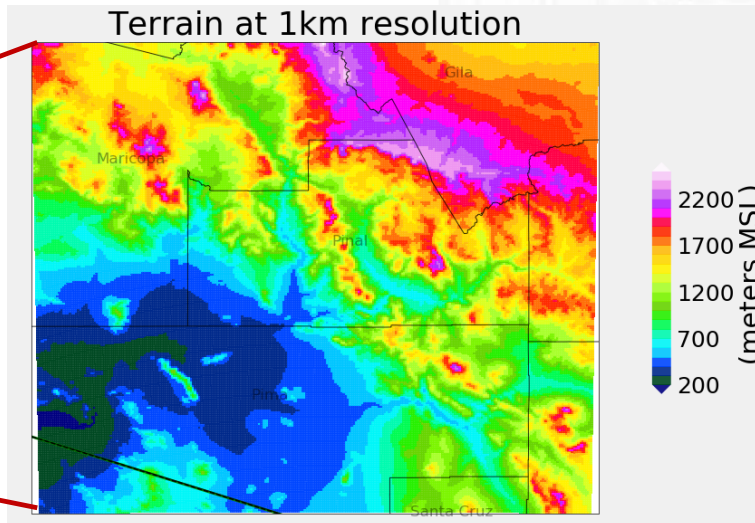 Terrain at 1km resolution
Gila
Maricopa
Pinal
Pima
Santa Cruz
2200
1700
1200
700
200
(meters MSL)